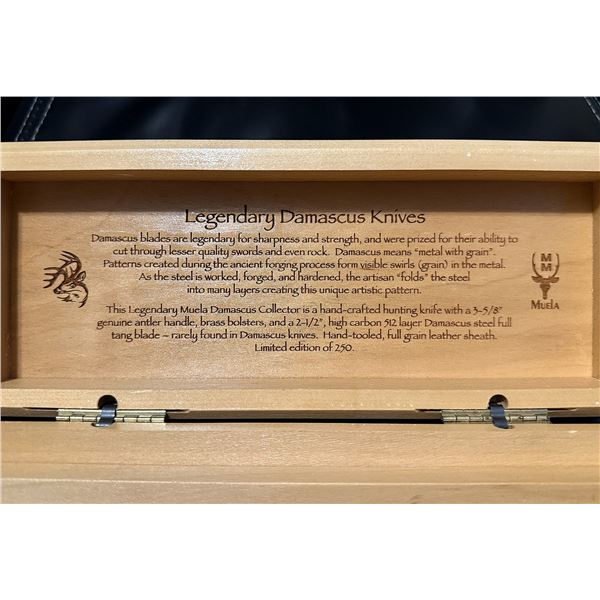 Legendary Damascus Knives
Damascus blades are legendary for sharpness and strength, and were prized for their ability to
cut through lesser quality swords and even rock. Damascus means "metal with grain".
Patterns created during the ancient forging process form visible swirls (grain) in the metal.
As the steel is worked, forged, and hardened, the artisan "folds" the steel
into many layers creating this unique artistic pattern.
This Legendary Muela Damascus Collector is a hand-crafted hunting knife with a 3-5/8"
genuine antler handle, brass bolsters, and a 2-1/2", high carbon 512 layer Damascus steel full
tang blade – rarely found in Damascus knives. Hand-tooled, full grain leather sheath.
Limited edition of 250.
M
M
Muela